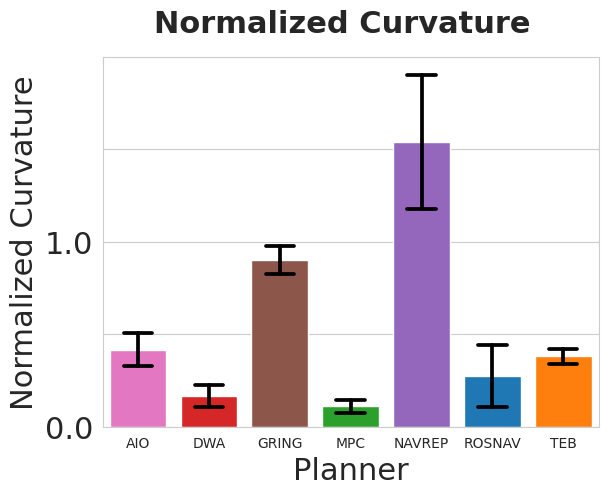 Normalized Curvature
Normalized Curvature
1.0
0.0
AIO DWA GRING MPC NAVREP ROSNAV TEB
Planner